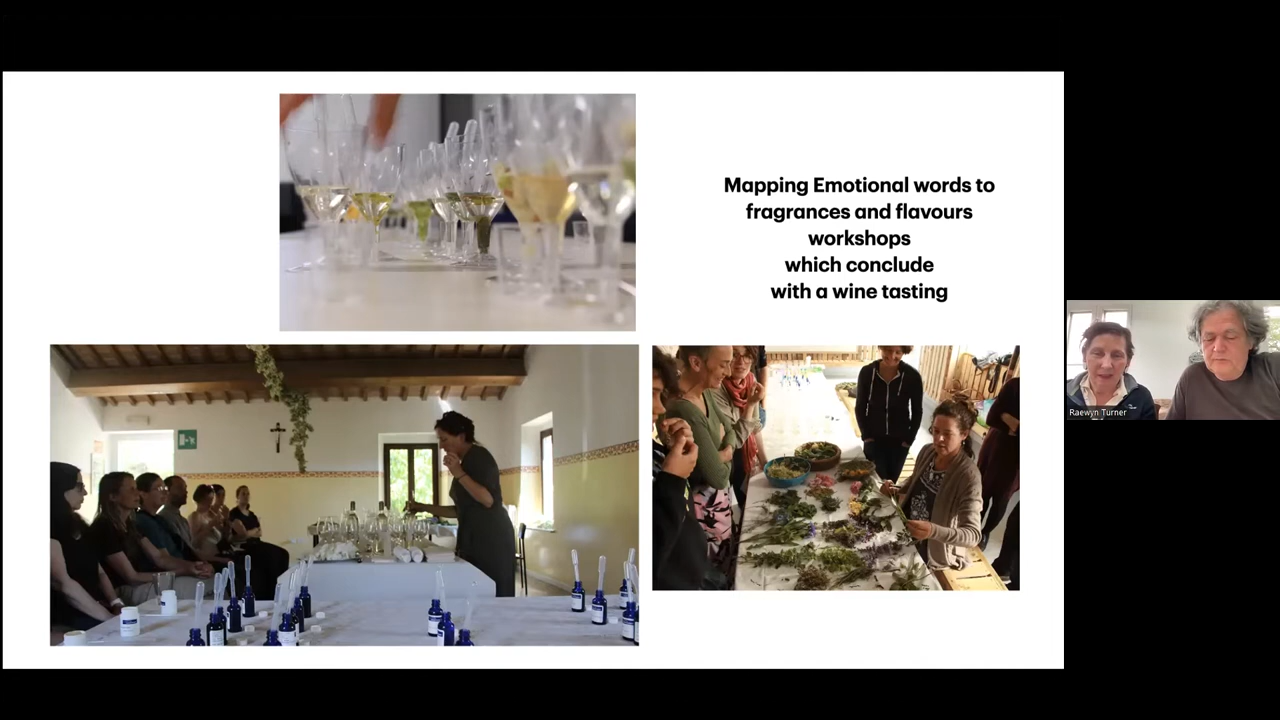 Mapping Emotional words to
fragrances and flavours
workshops
which conclude
with a wine tasting
Raewyn Turner